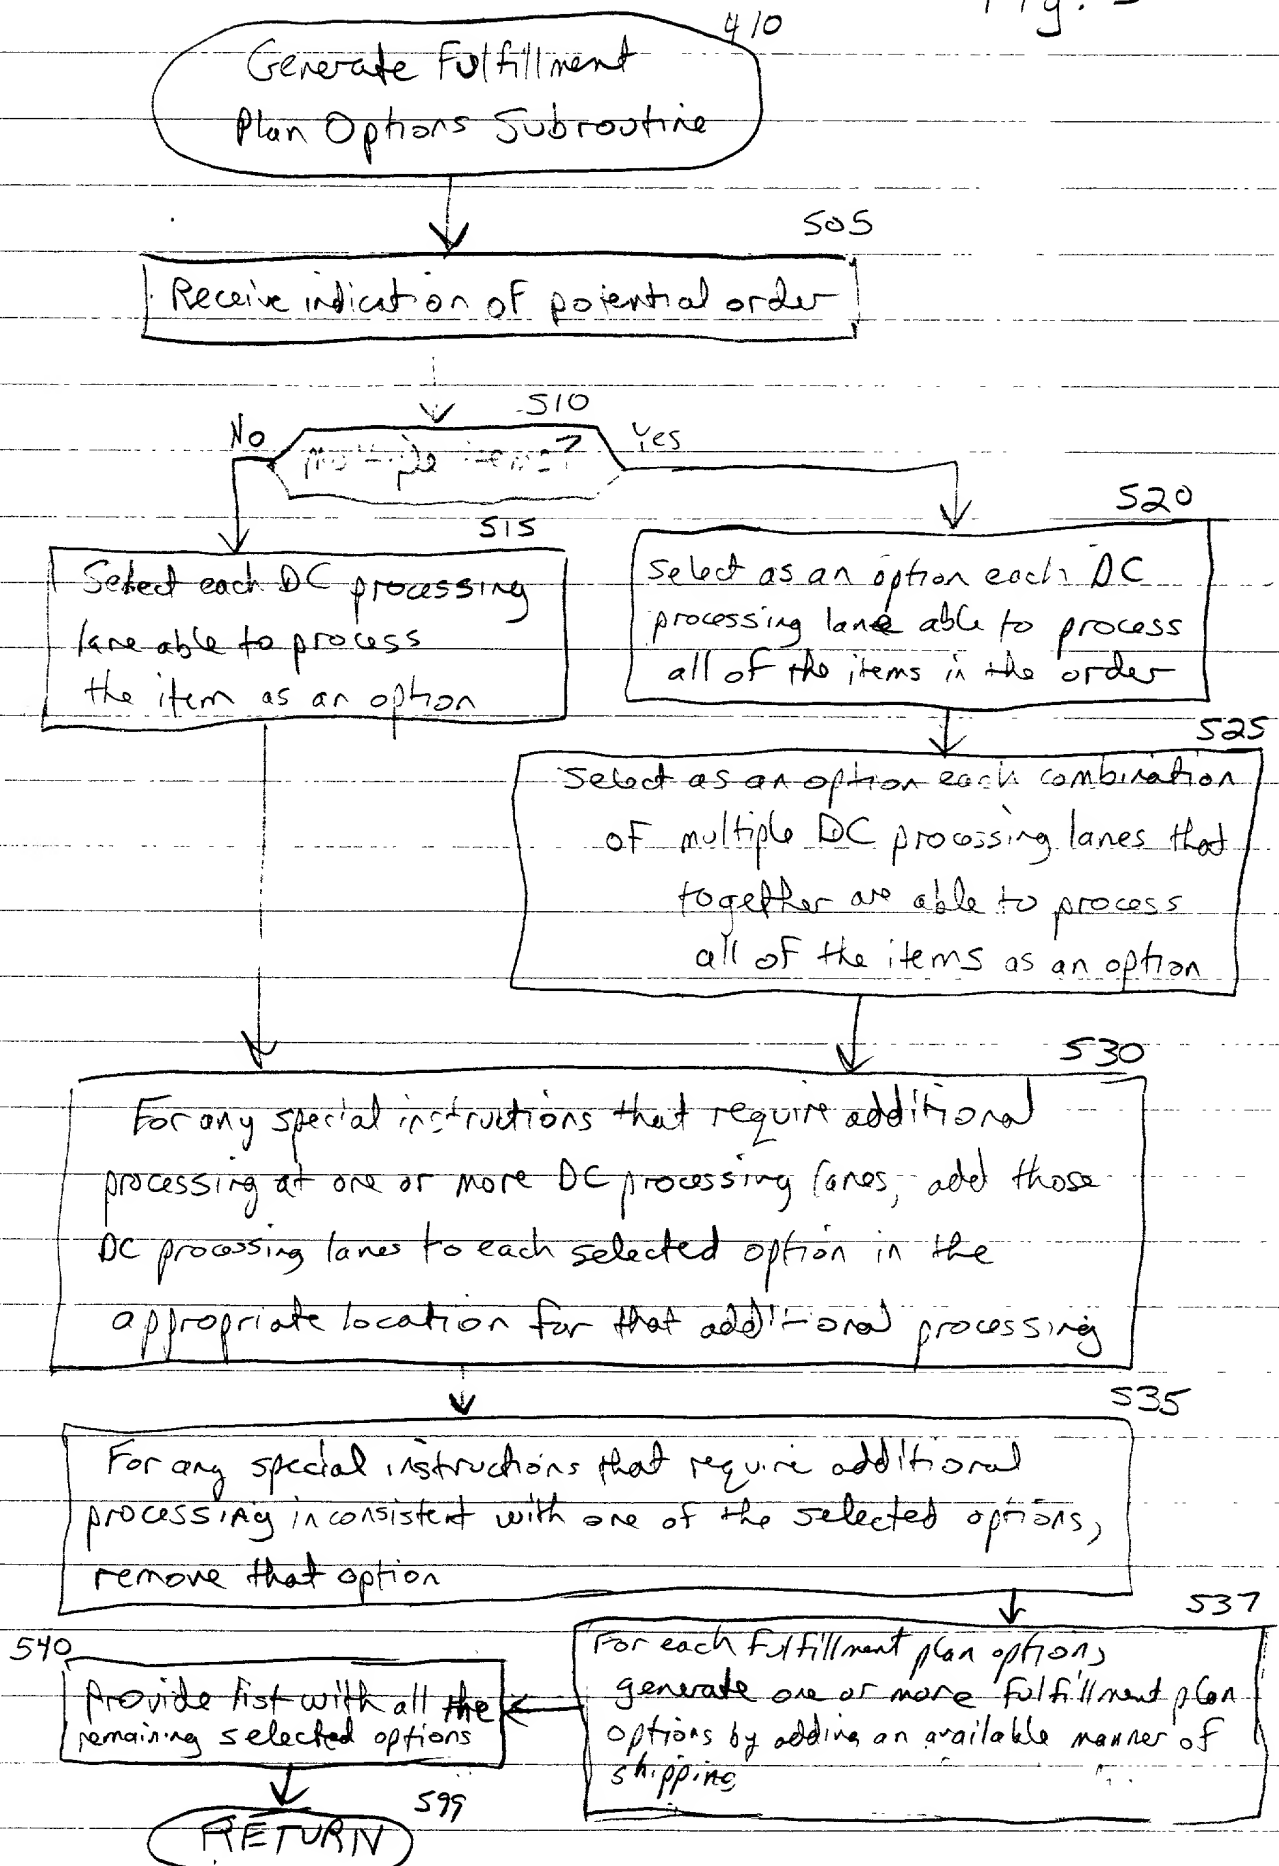 Fig. 5
410
Generate Fulfillment
Plan Options Subroutine
505
Receive indication of potential order
510
No
Multiple items?
Yes
515
Select each DC processing
lane able to process
the item as an option
520
Select as an option each DC
processing lane able to process
all of the items in the order
525
Select as an option each combination
of multiple DC processing lanes that
together are able to process
all of the items as an option
530
For any special instructions that require additional
processing at one or more DC processing lanes, add those
DC processing lanes to each selected option in the
appropriate location for that additional processing
535
For any special instructions that require additional
processing inconsistent with one of the selected options,
remove that option
537
For each fulfillment plan options,
generate one or more fulfillment plan
options by adding an available manner of
shipping
540
Provide list with all the
remaining selected options
599
RETURN